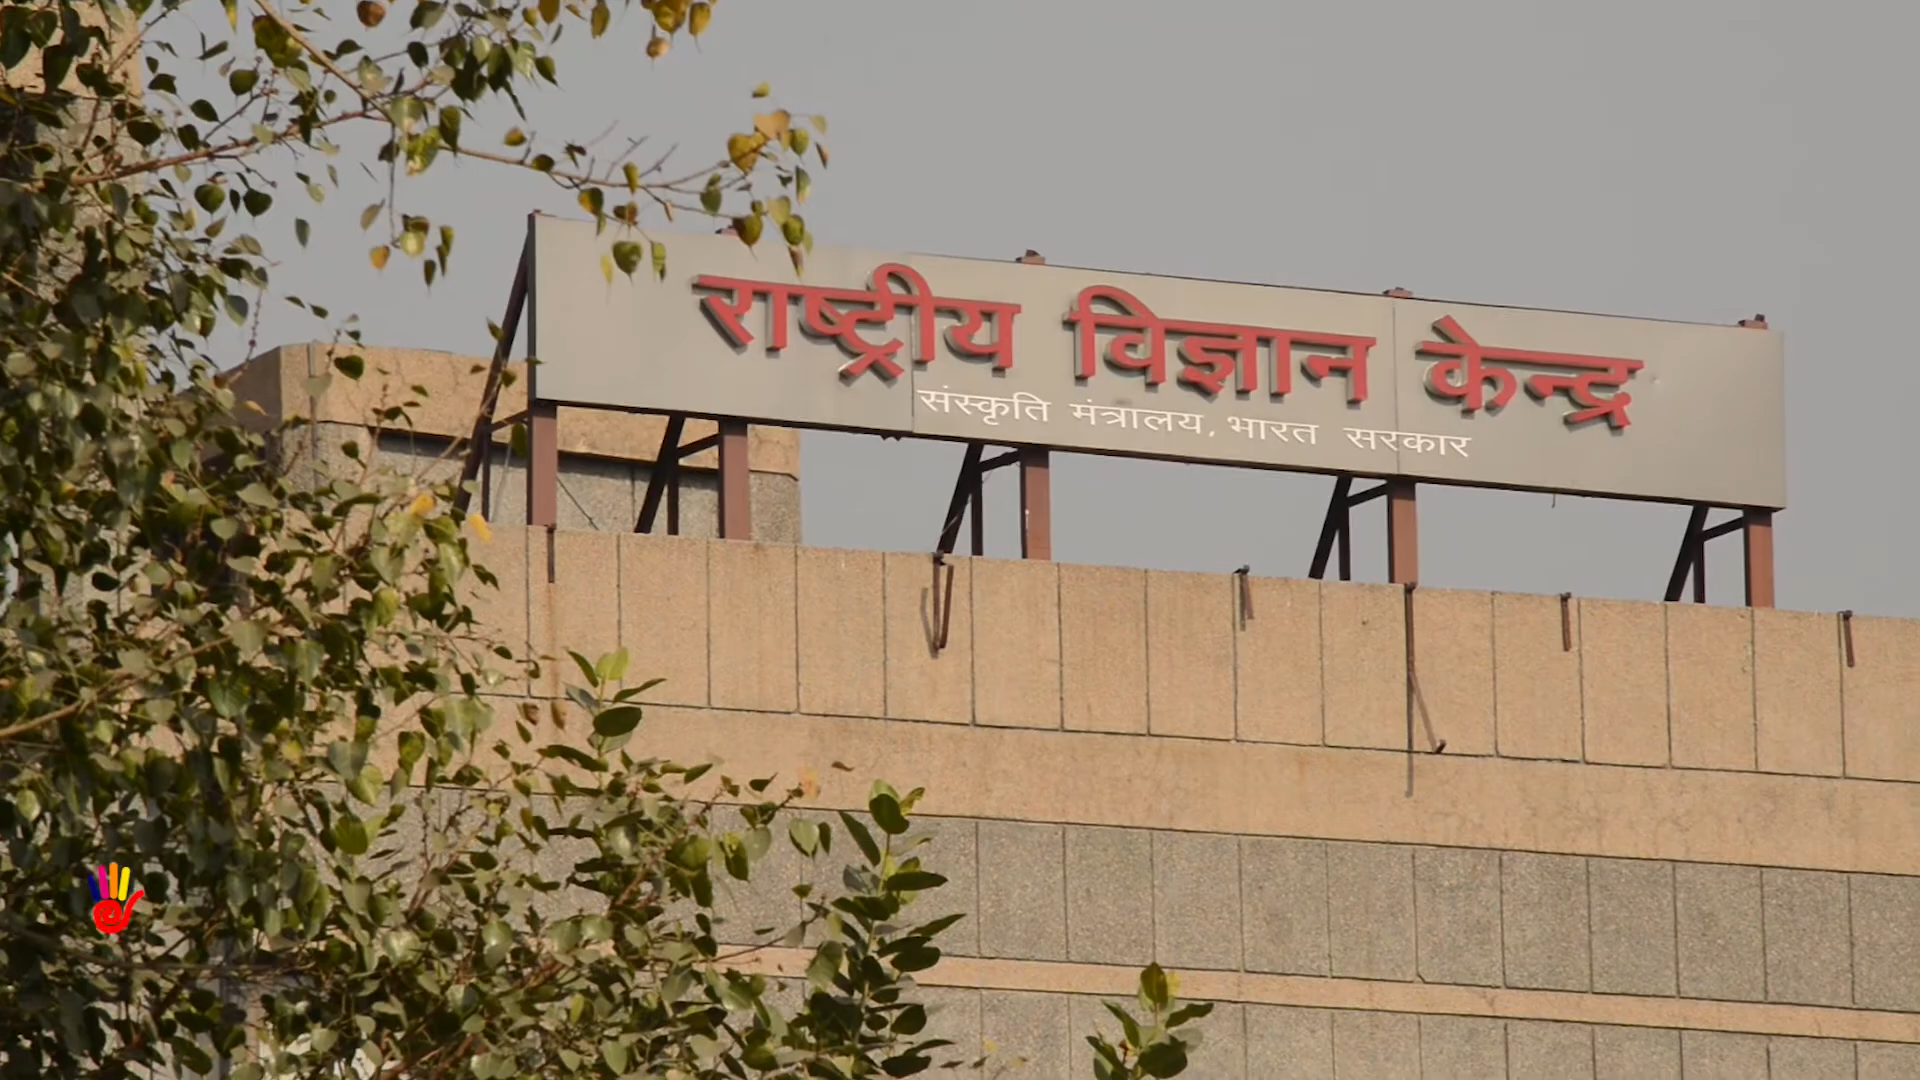 राष्ट्रीय विज्ञान केन्द्र
संस्कृति मंत्रालय, भारत सरकार